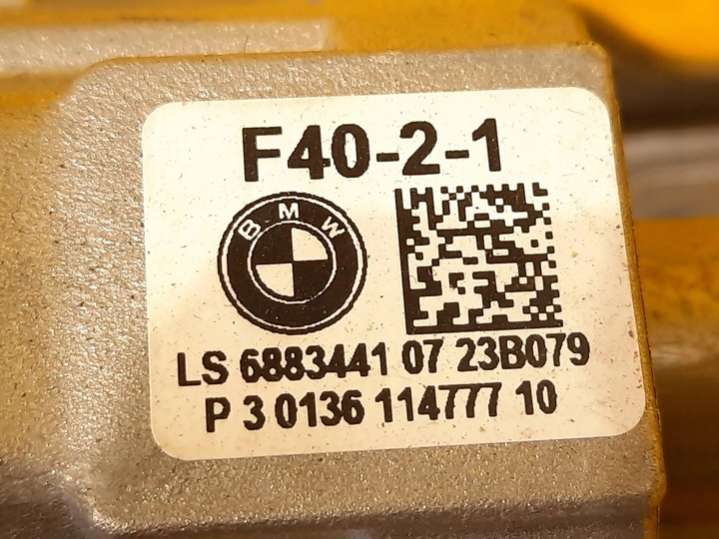 F40-2-1
BMW
LS 6883441 07 23B079
P 3 0136 114777 10